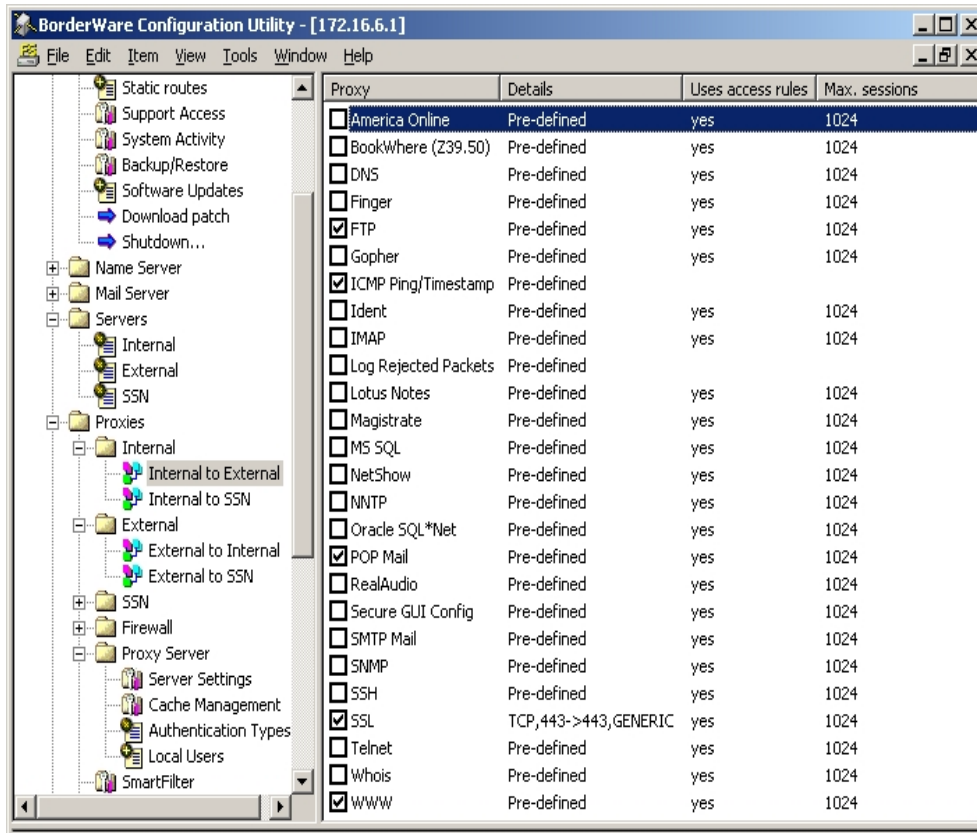 BorderWare Configuration Utility - [172.16.6.1]
File Edit Item View Tools Window Help
Static routes
Support Access
System Activity
Backup/Restore
Software Updates
Download patch
Shutdown...
Name Server
Mail Server
Servers
Internal
External
SSN
Proxies
Internal
Internal to External
Internal to SSN
External
External to Internal
External to SSN
SSN
Firewall
Proxy Server
Server Settings
Cache Management
Authentication Types
Local Users
SmartFilter
Proxy Details Uses access rules Max. sessions
America Online Pre-defined yes 1024
BookWhere (Z39.50) Pre-defined yes 1024
DNS Pre-defined yes 1024
Finger Pre-defined yes 1024
FTP Pre-defined yes 1024
Gopher Pre-defined yes 1024
ICMP Ping/Timestamp Pre-defined
Ident Pre-defined yes 1024
IMAP Pre-defined yes 1024
Log Rejected Packets Pre-defined
Lotus Notes Pre-defined yes 1024
Magistrate Pre-defined yes 1024
MS SQL Pre-defined yes 1024
NetShow Pre-defined yes 1024
NNTP Pre-defined yes 1024
Oracle SQL*Net Pre-defined yes 1024
POP Mail Pre-defined yes 1024
RealAudio Pre-defined yes 1024
Secure GUI Config Pre-defined yes 1024
SMTP Mail Pre-defined yes 1024
SNMP Pre-defined yes 1024
SSH Pre-defined yes 1024
SSL TCP,443->443,GENERIC yes 1024
Telnet Pre-defined yes 1024
Whois Pre-defined yes 1024
WWW Pre-defined yes 1024